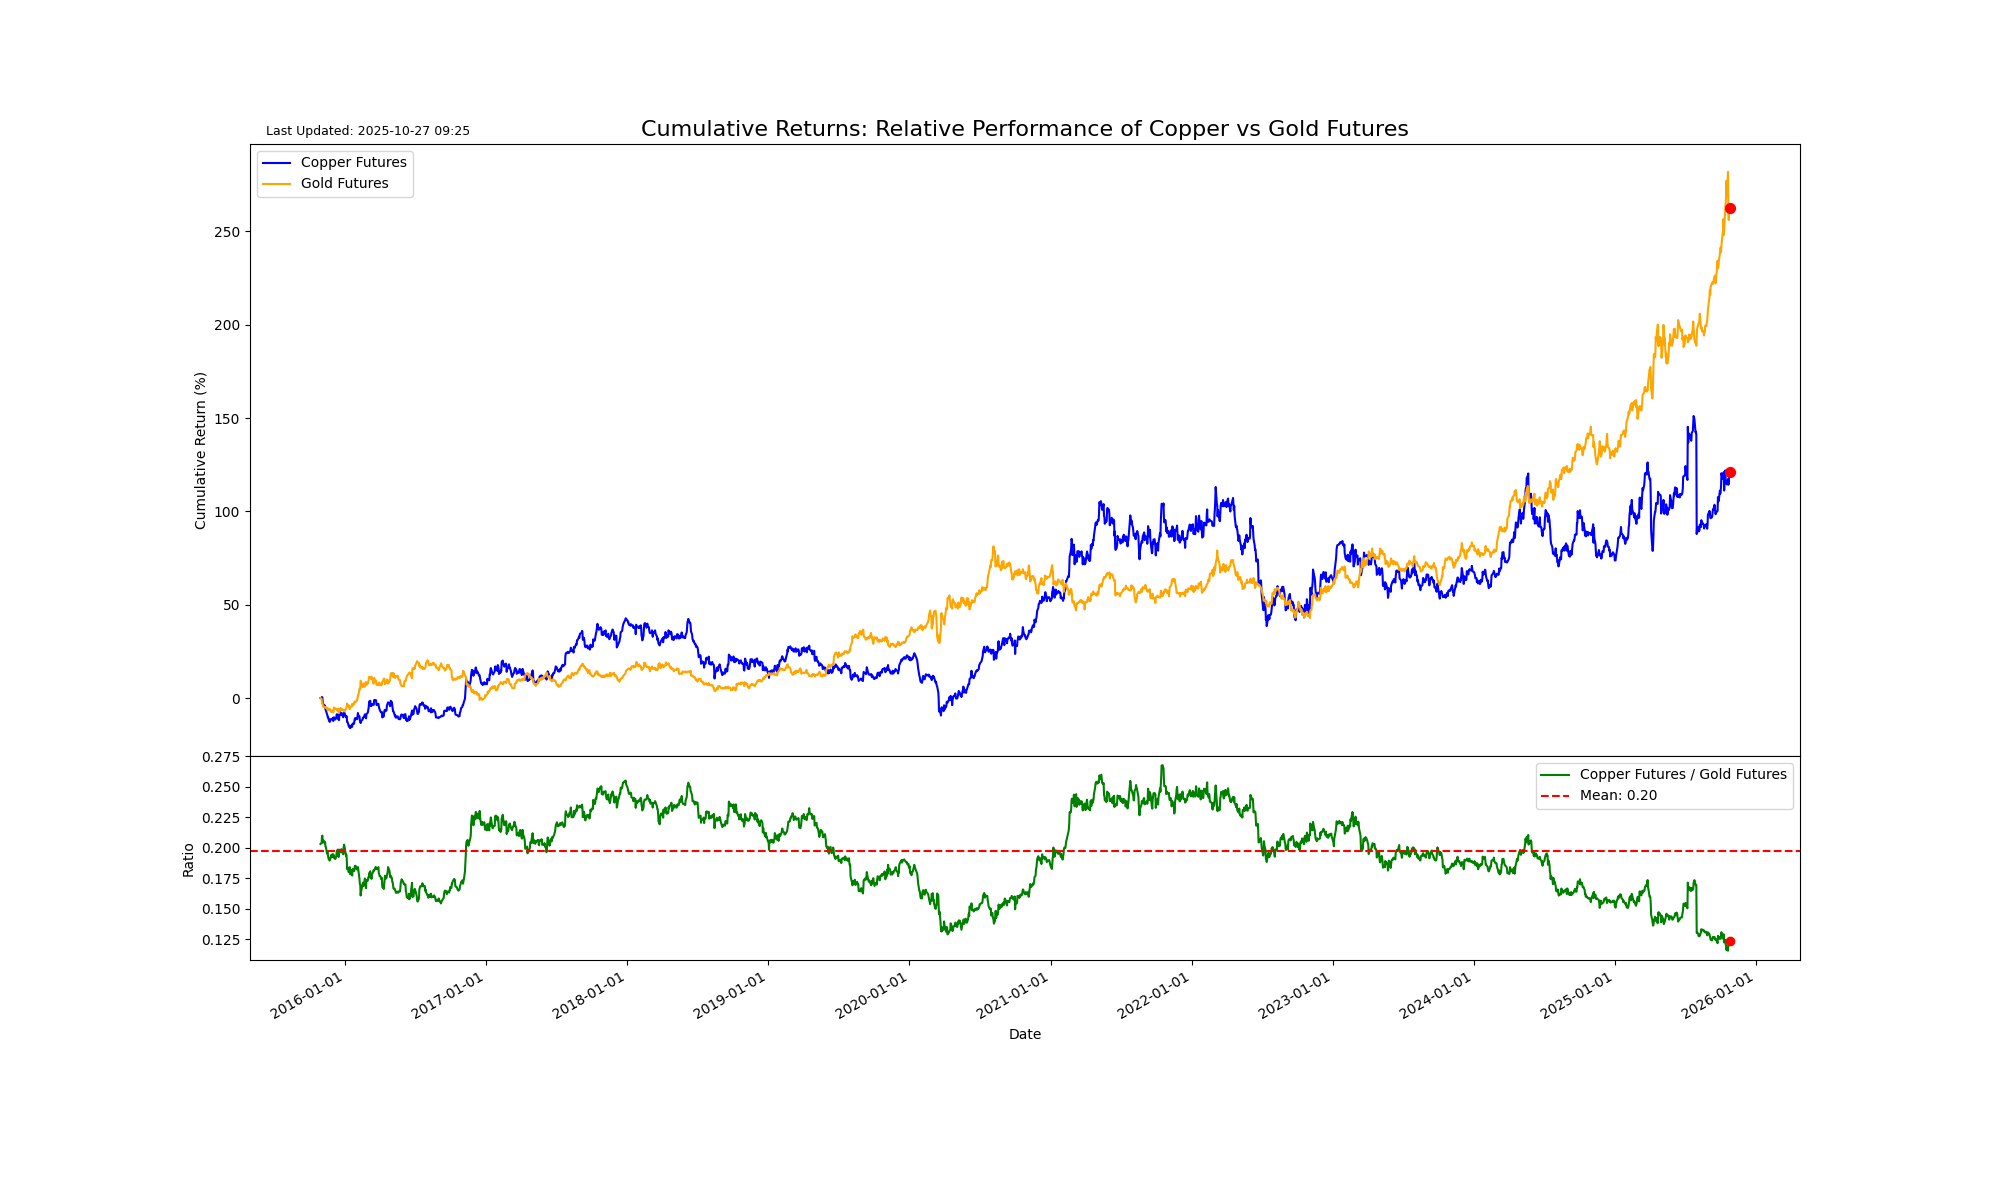 Last Updated: 2025-10-27 09:25
Cumulative Returns: Relative Performance of Copper vs Gold Futures
Copper Futures
Gold Futures
Cumulative Return (%)
250
200
150
100
50
0
0.275
0.250
0.225
0.200
0.175
0.150
0.125
Ratio
Copper Futures / Gold Futures
Mean: 0.20
2016-01-01
2017-01-01
2018-01-01
2019-01-01
2020-01-01
2021-01-01
2022-01-01
2023-01-01
2024-01-01
2025-01-01
2026-01-01
Date